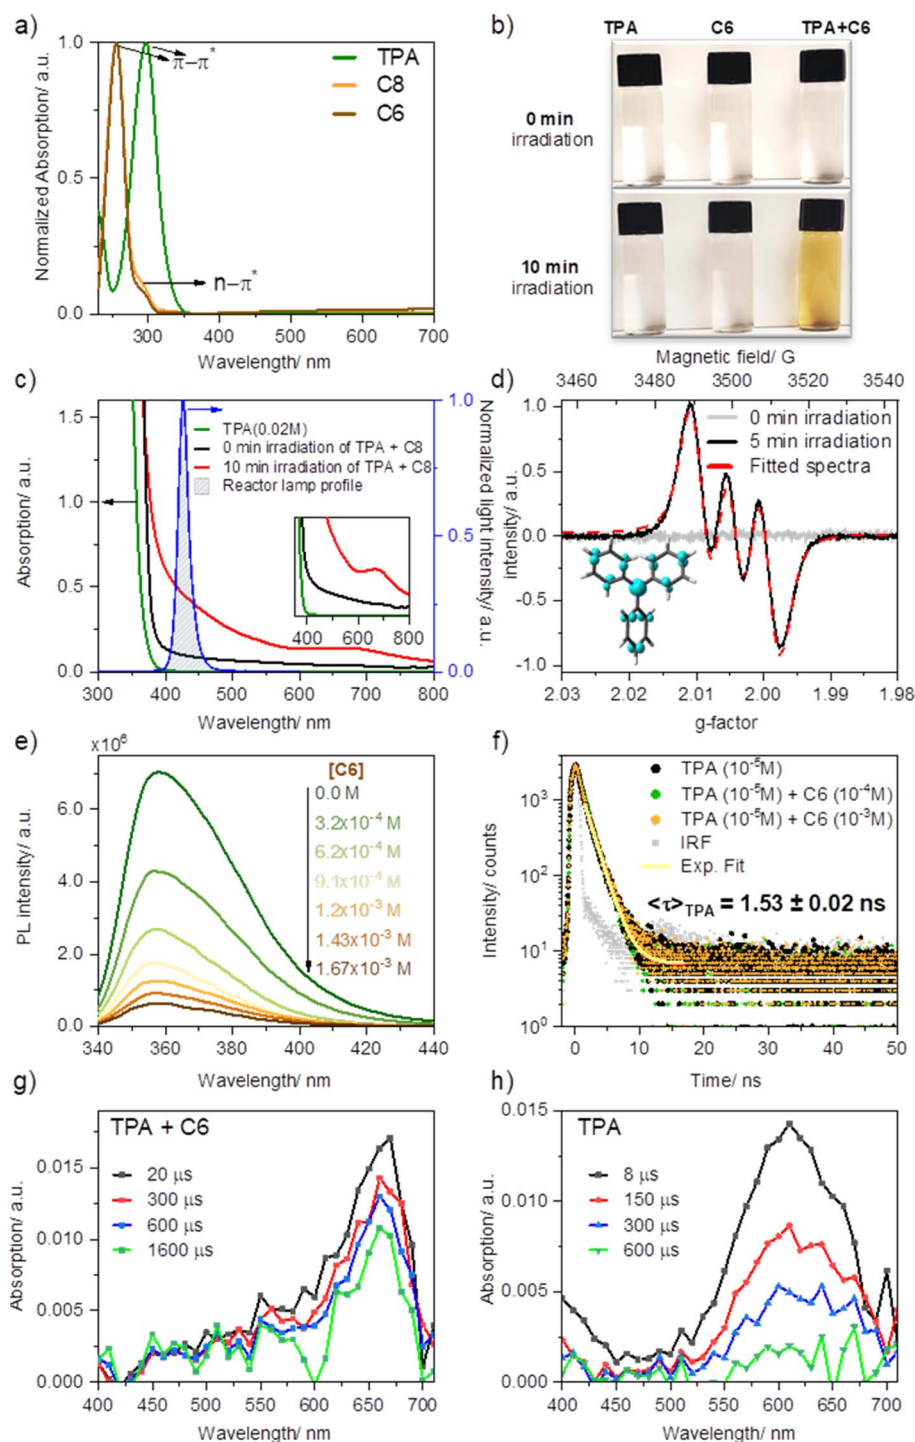 a)
1.0
0.5
0.0
Normalized Absorption/ a.u.
π–π*
n–π*
TPA
C8
C6
300
400
500
600
700
Wavelength/ nm
b)
TPA C6 TPA+C6
0 min
irradiation
10 min
irradiation
c)
1.5
1.0
0.5
0.0
Absorption/ a.u.
TPA(0.02M)
0 min irradiation of TPA + C8
10 min irradiation of TPA + C8
Reactor lamp profile
400 600 800
1.0
0.5
0.0
Normalized light intensity/ a.u.
300 400 500 600 700 800
Wavelength/ nm
Magnetic field/ G
3460 3480 3500 3520 3540
d)
1.0
0.5
0.0
-0.5
-1.0
intensity/ a.u.
0 min irradiation
5 min irradiation
Fitted spectra
2.03 2.02 2.01 2.00 1.99 1.98
g-factor
e)
x10⁶
6.0
4.0
2.0
0.0
PL intensity/ a.u.
[C6]
0.0 M
3.2x10⁻⁴ M
6.2x10⁻⁴ M
9.1x10⁻⁴ M
1.2x10⁻³ M
1.43x10⁻³ M
1.67x10⁻³ M
340 360 380 400 420 440
Wavelength/ nm
f)
10³
10²
10¹
10⁰
Intensity/ counts
TPA (10⁻⁵M)
TPA (10⁻⁵M) + C6 (10⁻⁴M)
TPA (10⁻⁵M) + C6 (10⁻³M)
IRF
Exp. Fit
<τ>TPA = 1.53 ± 0.02 ns
0 10 20 30 40 50
Time/ ns
g)
TPA + C6
20 µs
300 µs
600 µs
1600 µs
0.015
0.010
0.005
0.000
Absorption/ a.u.
400 450 500 550 600 650 700
Wavelength/ nm
h)
TPA
8 µs
150 µs
300 µs
600 µs
0.015
0.010
0.005
0.000
Absorption/ a.u.
400 450 500 550 600 650 700
Wavelength/ nm